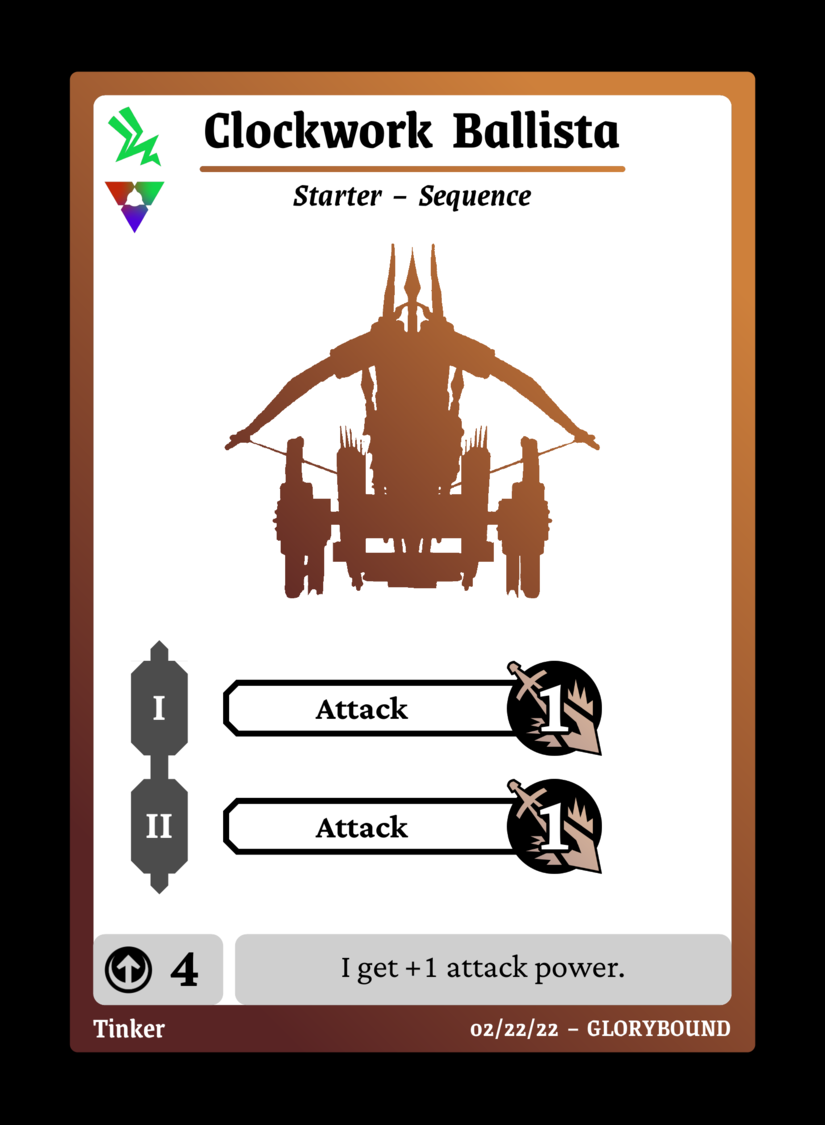 Clockwork Ballista
Starter – Sequence
I
Attack
1
II
Attack
1
4
I get +1 attack power.
Tinker
02/22/22 – GLORYBOUND